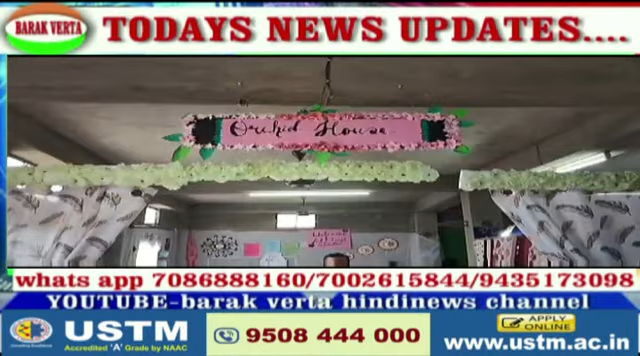 BARAK VERTA
TODAYS NEWS UPDATES....
Orchid House
whats app 7086888160/7002615844/9435173098
YOUTUBE-barak verta hindinews channel
USTM
Accredited 'A' Grade by NAAC
9508 444 000
APPLY
ONLINE
www.ustm.ac.in